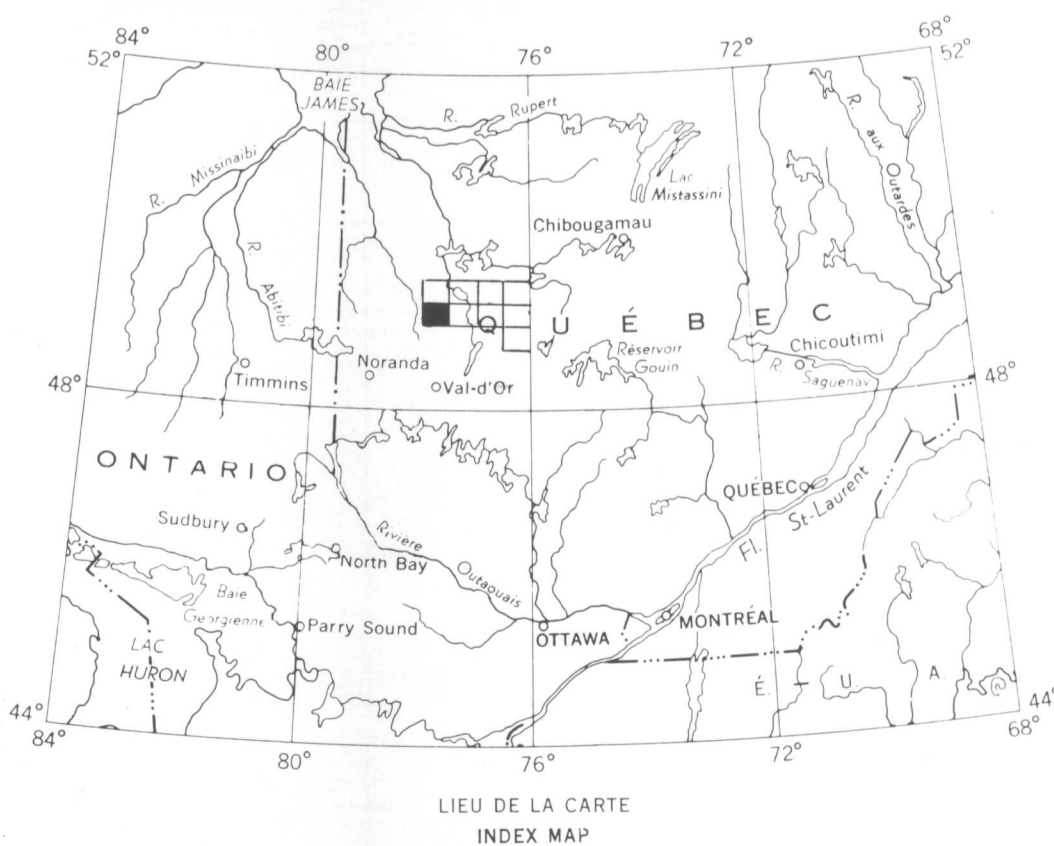 84° 80° 76° 72° 68°
52° 52°
BAIE
JAMES
R. Rupert
R. Missinaibi
Lac
Mistassini
R. aux Outardes
Chibougamau
R. Abitibi
QUÉBEC
Réservoir
Gouin
Chicoutimi
R. Saguenay
Noranda
Timmins
Val-d'Or
48° 48°
ONTARIO
QUÉBEC
Fl. St-Laurent
Sudbury
Rivière Outaouais
North Bay
Baie
Georgienne
Parry Sound
OTTAWA
MONTRÉAL
LAC
HURON
É. U. A.
44° 44°
84° 80° 76° 72° 68°
LIEU DE LA CARTE
INDEX MAP